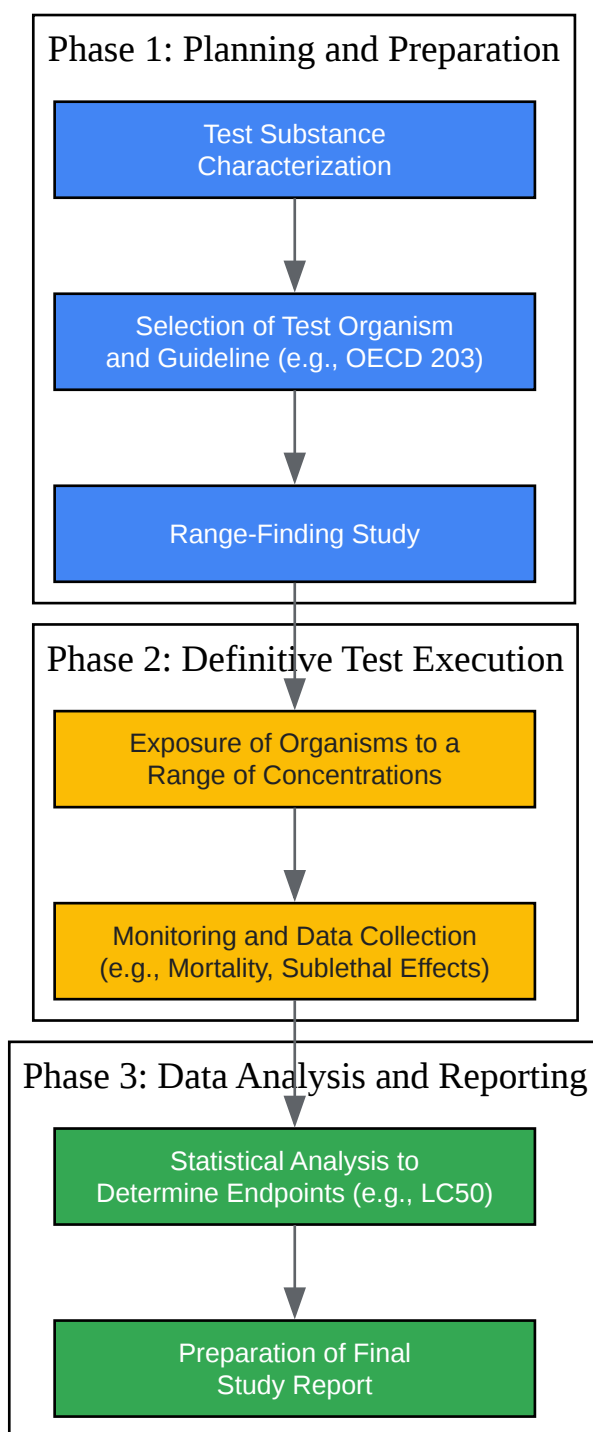 Phase 1: Planning and Preparation
Test Substance
Characterization
Selection of Test Organism
and Guideline (e.g., OECD 203)
Range-Finding Study
Phase 2: Definitive Test Execution
Exposure of Organisms to a
Range of Concentrations
Monitoring and Data Collection
(e.g., Mortality, Sublethal Effects)
Phase 3: Data Analysis and Reporting
Statistical Analysis to
Determine Endpoints (e.g., LC50)
Preparation of Final
Study Report